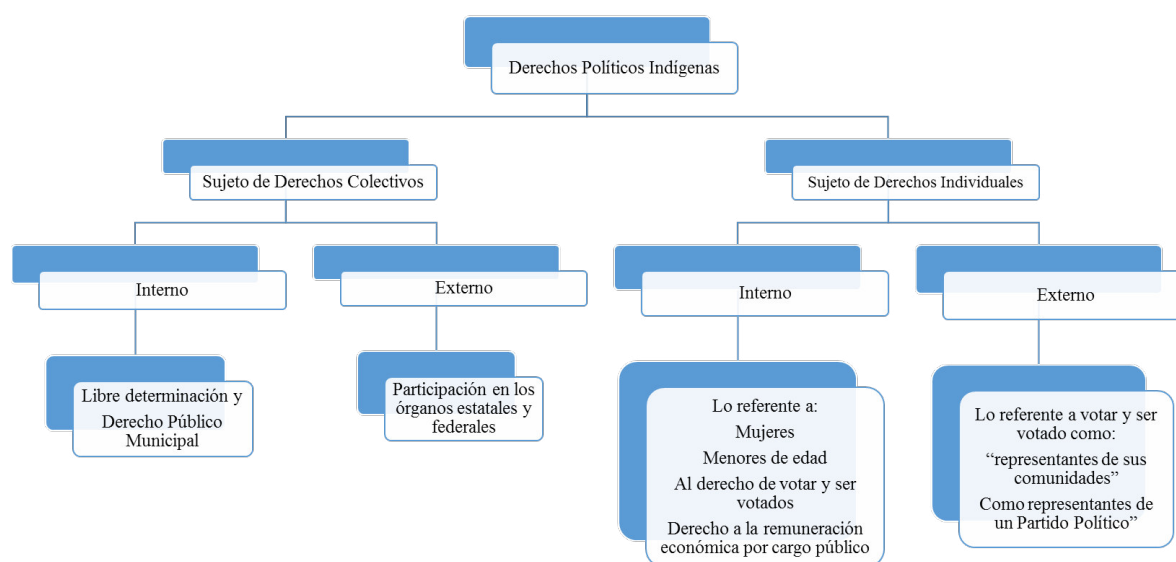 Derechos Políticos Indígenas
Sujeto de Derechos Colectivos
Sujeto de Derechos Individuales
Interno
Externo
Interno
Externo
Libre determinación y
Derecho Público
Municipal
Participación en los
órganos estatales y
federales
Lo referente a:
Mujeres
Menores de edad
Al derecho de votar y ser
votados
Derecho a la remuneración
económica por cargo público
Lo referente a votar y ser
votado como:
“representantes de sus
comunidades”
Como representantes de
un Partido Político”